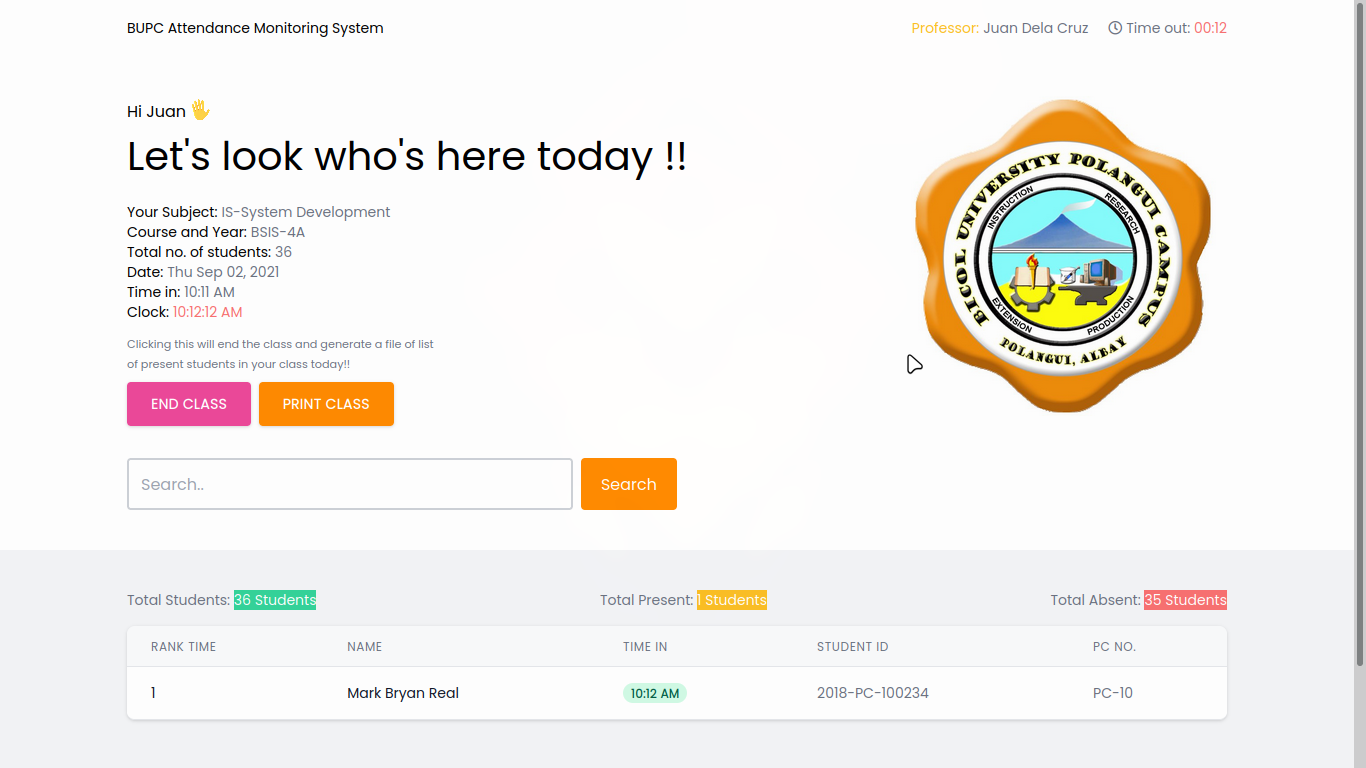 BUPC Attendance Monitoring System
Professor: Juan Dela Cruz
Time out: 00:12
Hi Juan 🖐
Let's look who's here today !!
Your Subject: IS-System Development
Course and Year: BSIS-4A
Total no. of students: 36
Date: Thu Sep 02, 2021
Time in: 10:11 AM
Clock: 10:12:12 AM
Clicking this will end the class and generate a file of list
of present students in your class today!!
END CLASS
PRINT CLASS
Search..
Search
BICOL UNIVERSITY POLANGUI CAMPUS
INSTRUCTION
RESEARCH
EXTENSION
PRODUCTION
POLANGUI, ALBAY
Total Students: 36 Students
Total Present: 1 Students
Total Absent: 35 Students
RANK TIME NAME TIME IN STUDENT ID PC NO.
1 Mark Bryan Real 10:12 AM 2018-PC-100234 PC-10